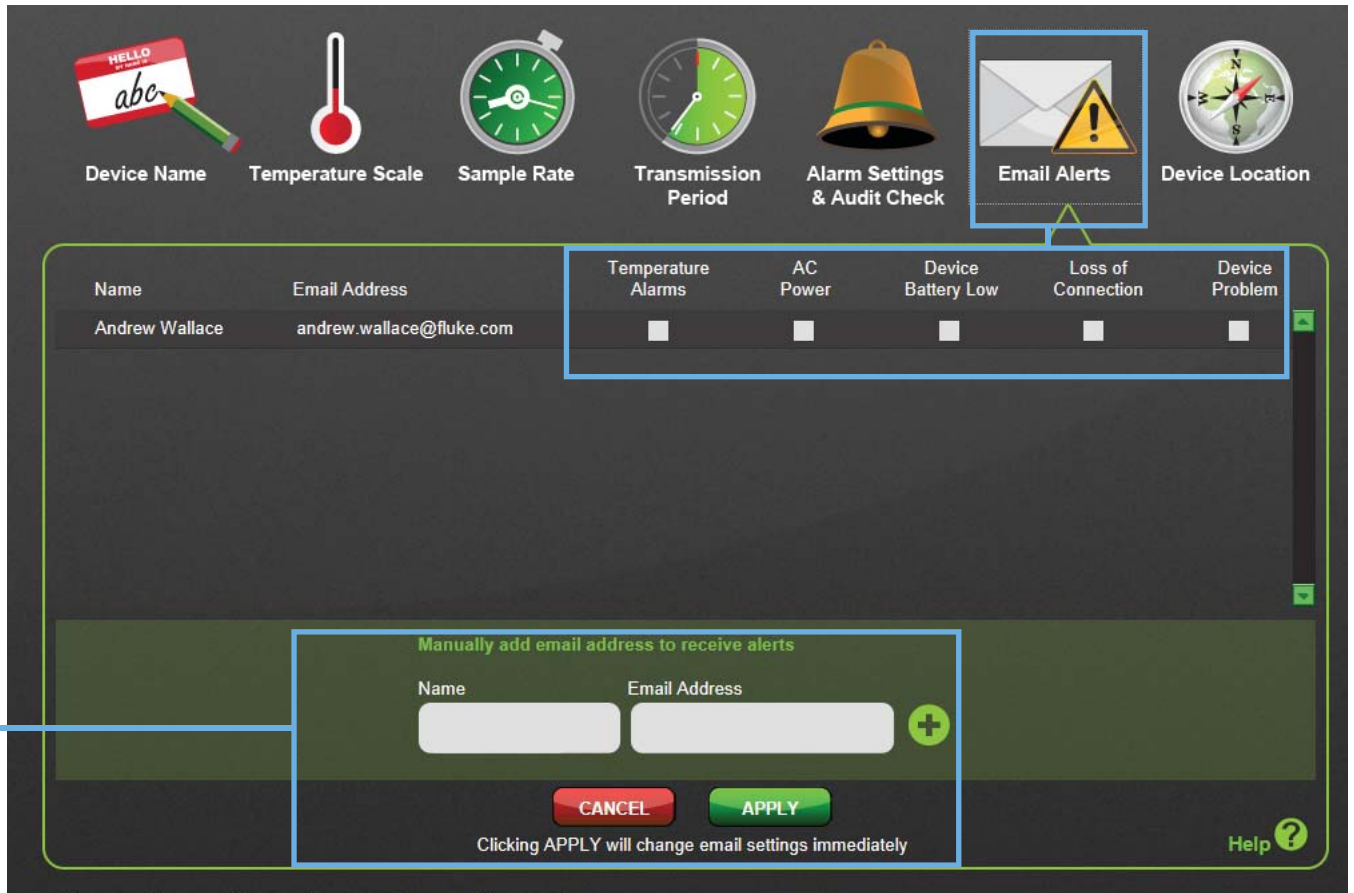 HELLO
MY NAME IS
abc
N
W
E
S
Device Name
Temperature Scale
Sample Rate
Transmission
Period
Alarm Settings
& Audit Check
Email Alerts
Device Location
Name
Email Address
Temperature
Alarms
AC
Power
Device
Battery Low
Loss of
Connection
Device
Problem
Andrew Wallace
andrew.wallace@fluke.com
Manually add email address to receive alerts
Name
Email Address
CANCEL
APPLY
Clicking APPLY will change email settings immediately
Help ?